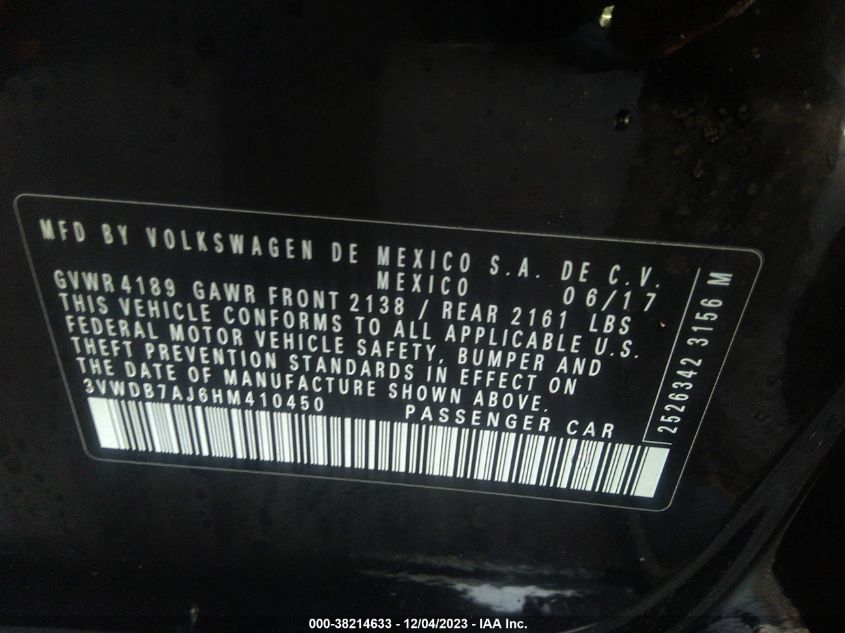 MFD BY VOLKSWAGEN DE MEXICO S.A. DE C.V.
MEXICO 06/17
GVWR 4189 GAWR FRONT 2138 / REAR 2161 LBS
THIS VEHICLE CONFORMS TO ALL APPLICABLE U.S.
FEDERAL MOTOR VEHICLE SAFETY, BUMPER AND
THEFT PREVENTION STANDARDS IN EFFECT ON
THE DATE OF MANUFACTURE SHOWN ABOVE.
3VWDB7AJ6HM410450 PASSENGER CAR
2526342 3156 M
000-38214633 - 12/04/2023 - IAA Inc.